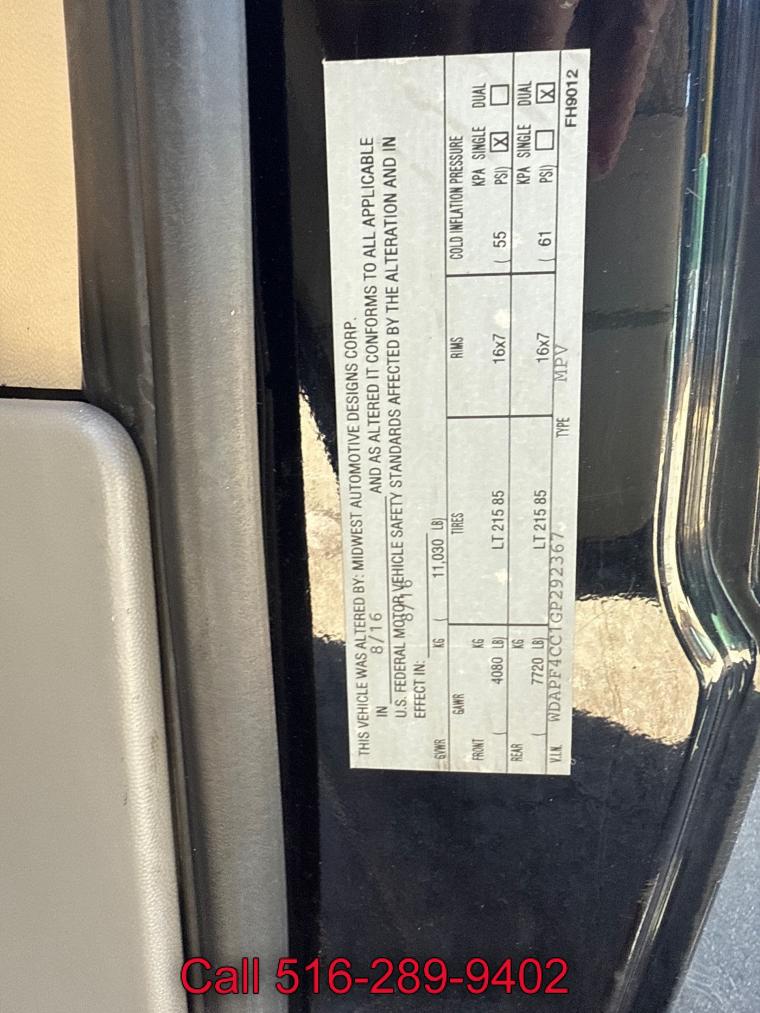 THIS VEHICLE WAS ALTERED BY: MIDWEST AUTOMOTIVE DESIGNS CORP.
IN 8/16 AND AS ALTERED IT CONFORMS TO ALL APPLICABLE
U.S. FEDERAL MOTOR VEHICLE SAFETY STANDARDS AFFECTED BY THE ALTERATION AND IN
EFFECT IN: 8/16
GVWR KG ( 11,030 LB)
GAWR TIRES RIMS COLD INFLATION PRESSURE
FRONT KG KPA SINGLE DUAL
( 4080 LB) LT 215 85 16x7 ( 55 PSI) X
REAR KG KPA SINGLE DUAL
( 7720 LB) LT 215 85 16x7 ( 61 PSI) X
V.I.N. WDAPF4CC1GP292367 TYPE MPV FH9012
Call 516-289-9402